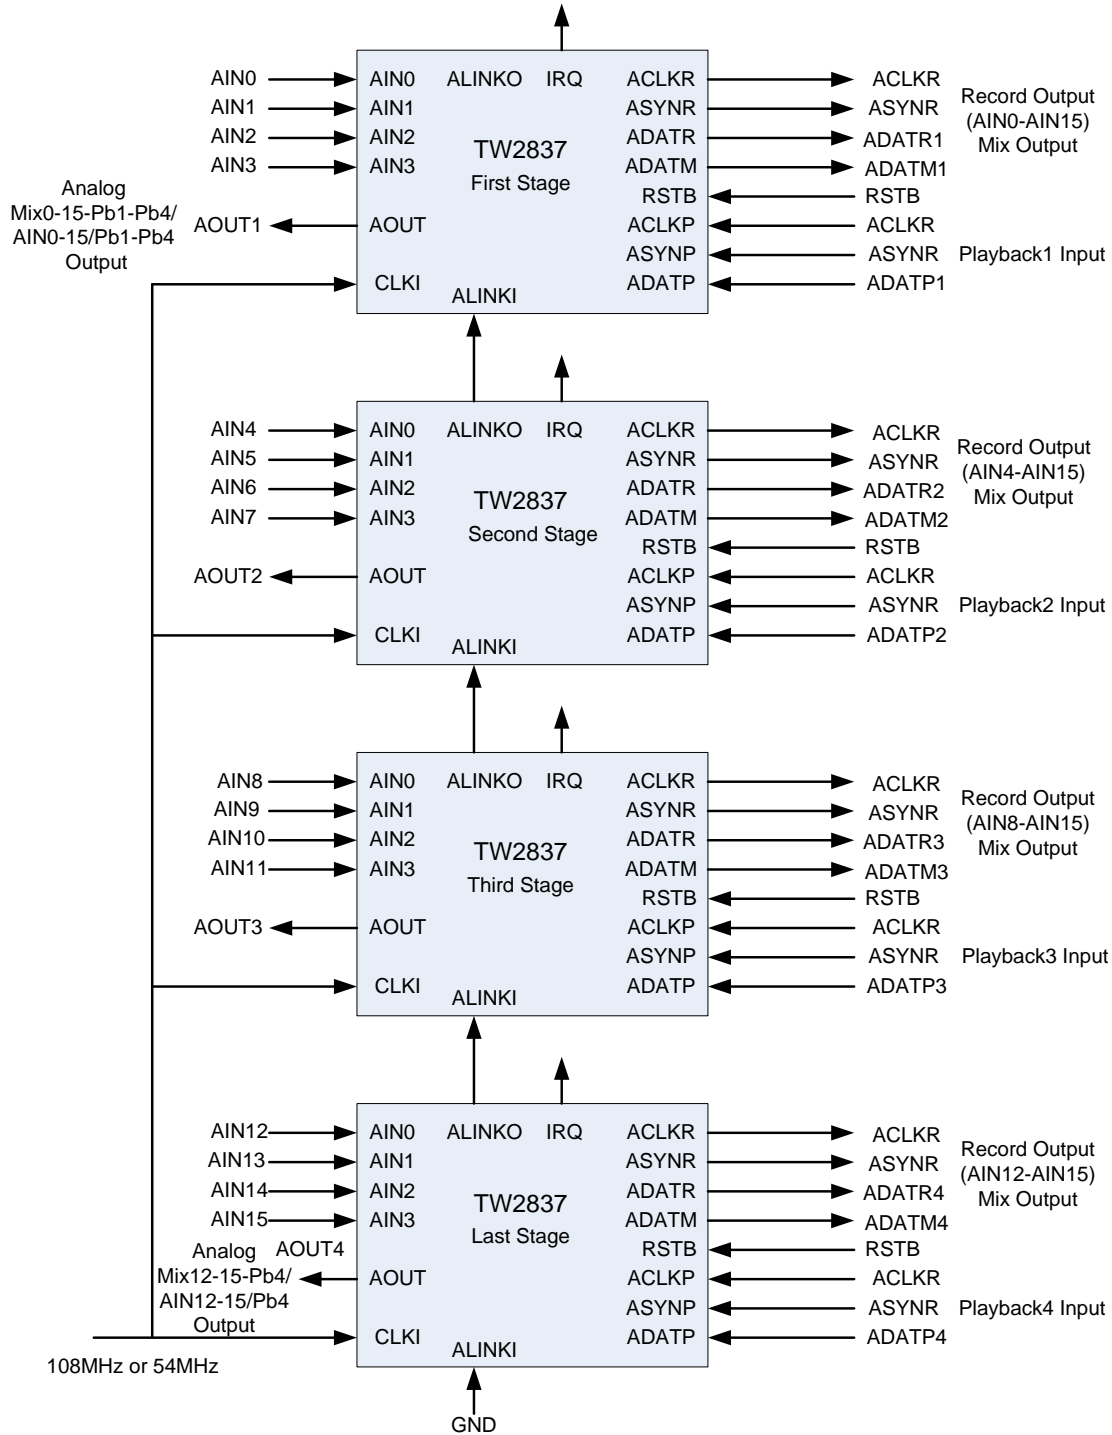 AIN0 AIN0 ALINKO IRQ ACLKR ACLKR
AIN1 AIN1 ASYNR ASYNR
AIN2 AIN2 ADATR ADATR1
AIN3 AIN3 ADATM ADATM1
TW2837
First Stage
Record Output
(AIN0-AIN15)
Mix Output
RSTB RSTB
Analog
Mix0-15-Pb1-Pb4/
AIN0-15/Pb1-Pb4
Output
AOUT1 AOUT ACLKP ACLKR
ASYNP ASYNR Playback1 Input
CLKI ADATP ADATP1
ALINKI
AIN4 AIN0 ALINKO IRQ ACLKR ACLKR
AIN5 AIN1 ASYNR ASYNR
AIN6 AIN2 ADATR ADATR2
AIN7 AIN3 ADATM ADATM2
TW2837
Second Stage
Record Output
(AIN4-AIN15)
Mix Output
RSTB RSTB
AOUT2 AOUT ACLKP ACLKR
ASYNP ASYNR Playback2 Input
CLKI ADATP ADATP2
ALINKI
AIN8 AIN0 ALINKO IRQ ACLKR ACLKR
AIN9 AIN1 ASYNR ASYNR
AIN10 AIN2 ADATR ADATR3
AIN11 AIN3 ADATM ADATM3
TW2837
Third Stage
Record Output
(AIN8-AIN15)
Mix Output
RSTB RSTB
AOUT3 AOUT ACLKP ACLKR
ASYNP ASYNR Playback3 Input
CLKI ADATP ADATP3
ALINKI
AIN12 AIN0 ALINKO IRQ ACLKR ACLKR
AIN13 AIN1 ASYNR ASYNR
AIN14 AIN2 ADATR ADATR4
AIN15 AIN3 ADATM ADATM4
TW2837
Last Stage
Record Output
(AIN12-AIN15)
Mix Output
RSTB RSTB
Analog
Mix12-15-Pb4/
AIN12-15/Pb4
Output
AOUT4 AOUT ACLKP ACLKR
ASYNP ASYNR Playback4 Input
CLKI ADATP ADATP4
ALINKI
108MHz or 54MHz
GND